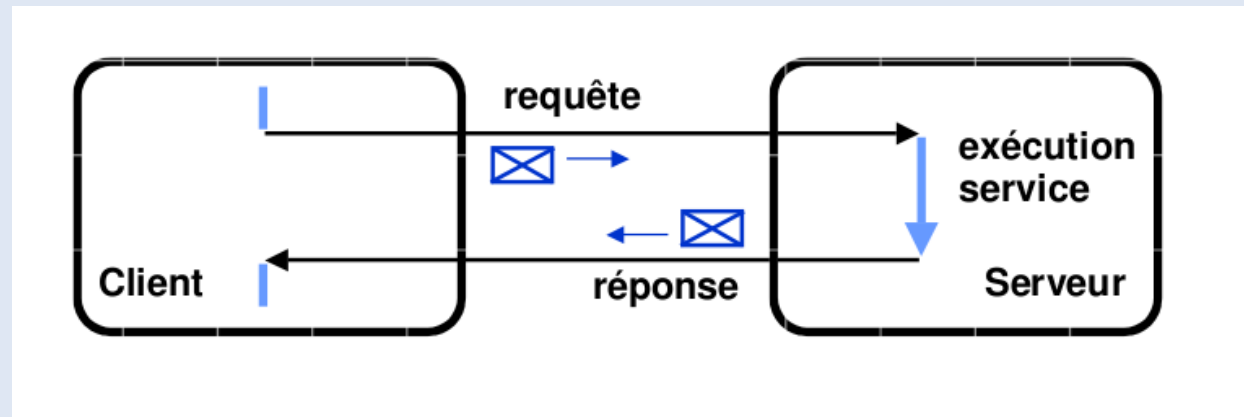 requête
exécution
service
Client
réponse
Serveur